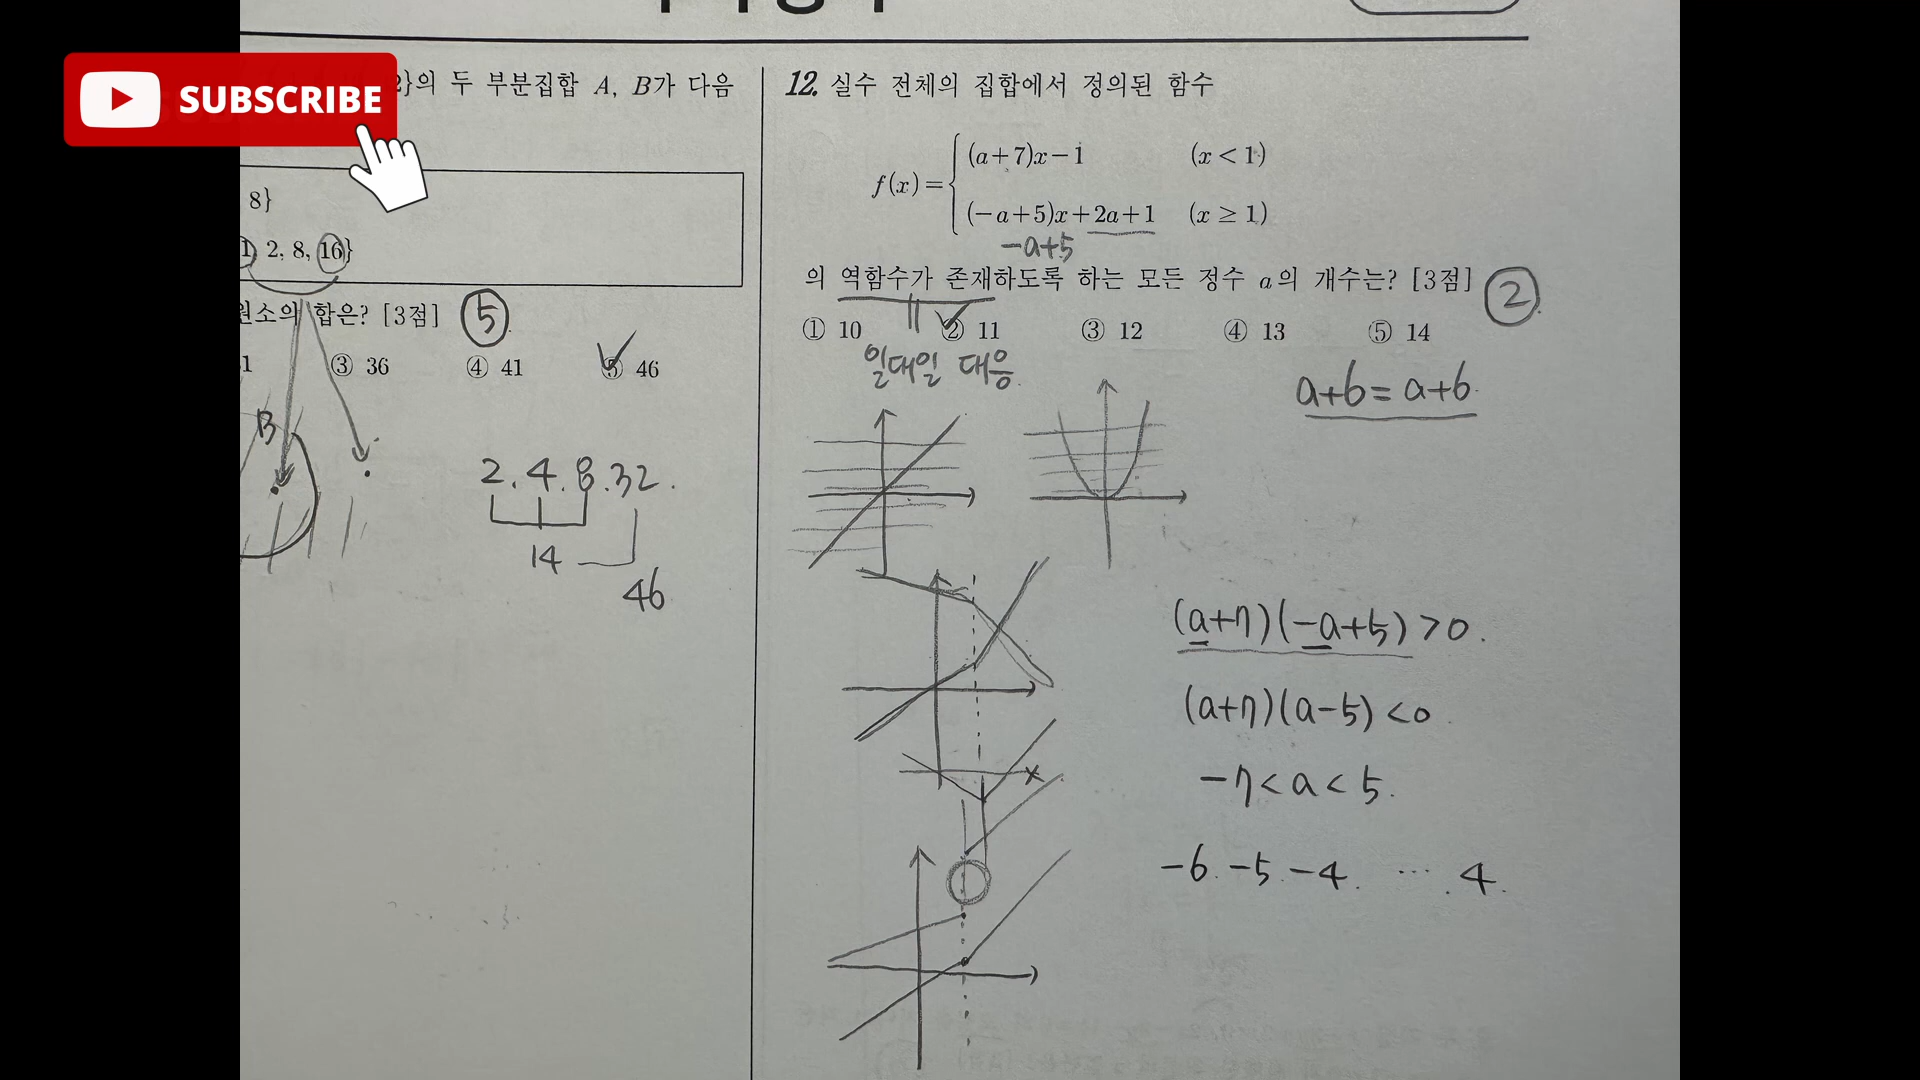 SUBSCRIBE
2}의 두 부분집합 A, B가 다음
8}
1, 2, 8, 16}
원소의 합은? [3점] ⑤
1 ③ 36 ④ 41 ⑤ 46
B
2. 4. 8. 32.
14
46
12. 실수 전체의 집합에서 정의된 함수
f(x)={ (a+7)x−1 (x<1)
(−a+5)x+2a+1 (x≥1)
−a+5
의 역함수가 존재하도록 하는 모든 정수 a의 개수는? [3점] ②
① 10 ② 11 ③ 12 ④ 13 ⑤ 14
일대일 대응.
a+6 = a+6.
(a+7)(−a+5) > 0.
(a+7)(a−5) < 0.
−7 < a < 5.
−6. −5. −4. ··· . 4.